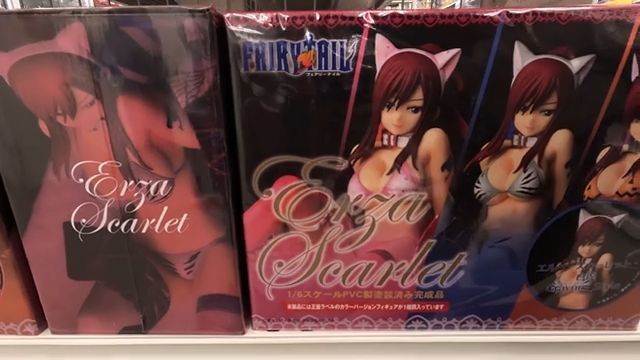 Erza
Scarlet
FAIRY TAIL
フェアリーテイル
Erza
Scarlet
1/6スケールPVC製塗装済み完成品